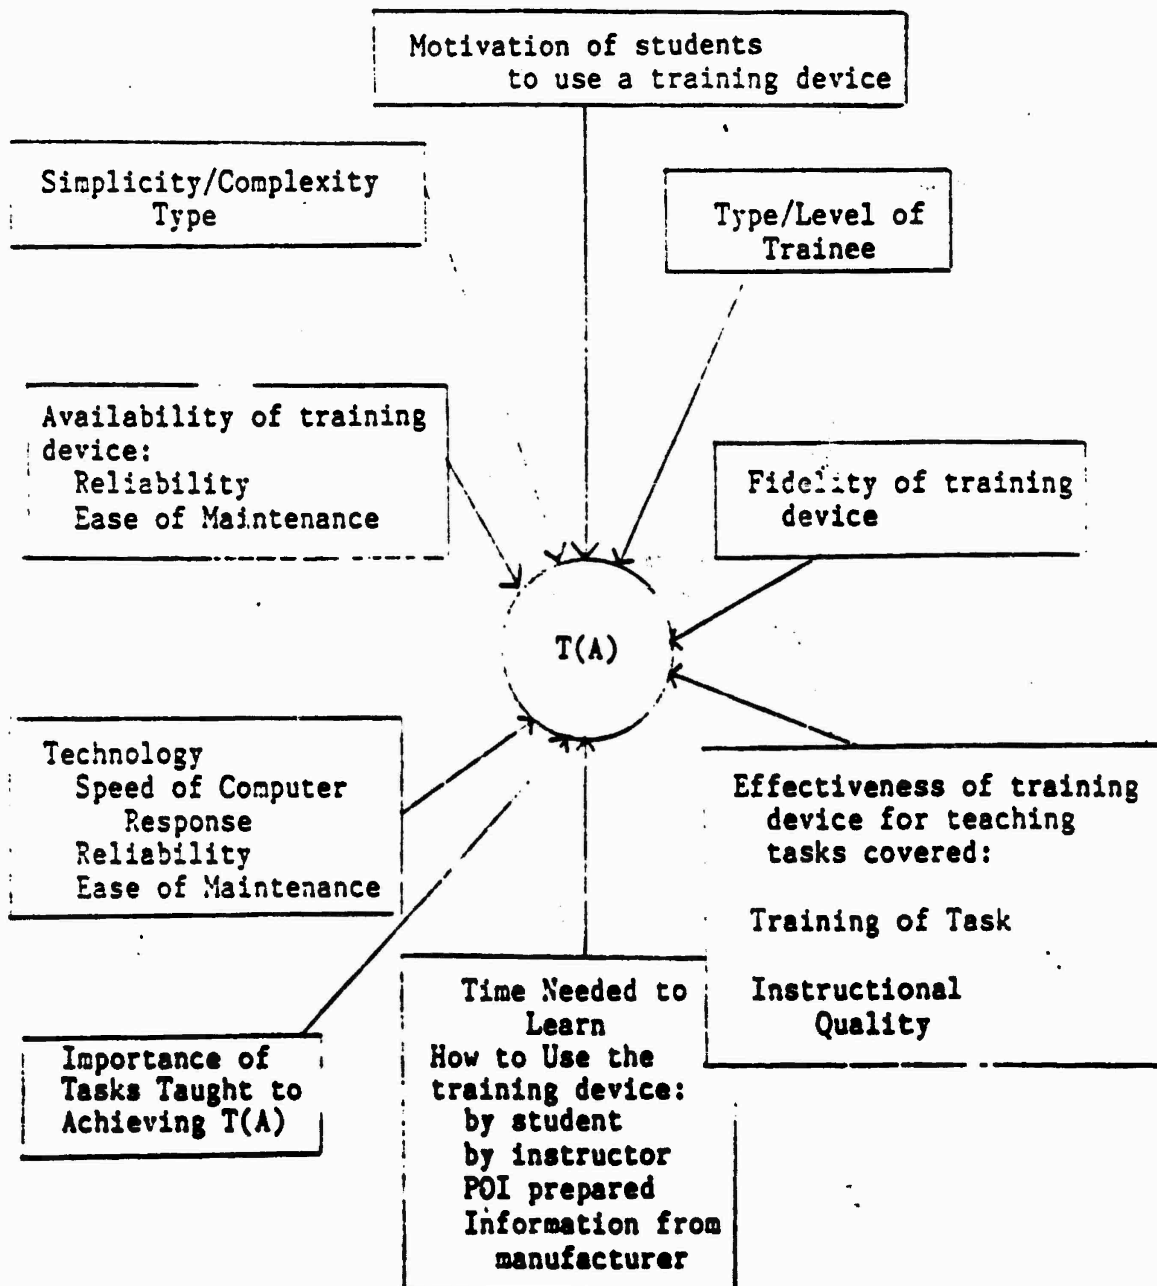 Motivation of students
to use a training device
Simplicity/Complexity
Type
Type/Level of
Trainee
Availability of training
device:
Reliability
Ease of Maintenance
Fidelity of training
device
T(A)
Technology
Speed of Computer
Response
Reliability
Ease of Maintenance
Effectiveness of training
device for teaching
tasks covered:
Training of Task
Instructional
Quality
Importance of
Tasks Taught to
Achieving T(A)
Time Needed to
Learn
How to Use the
training device:
by student
by instructor
POI prepared
Information from
manufacturer